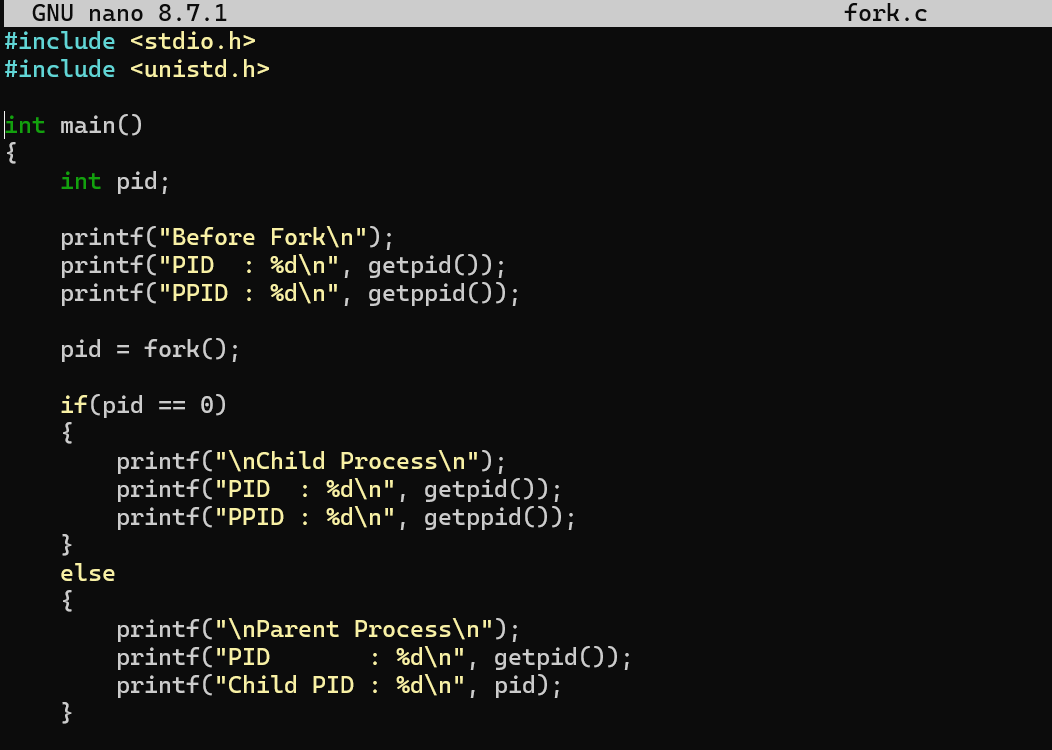 GNU nano 8.7.1 fork.c
#include <stdio.h>
#include <unistd.h>

int main()
{
    int pid;

    printf("Before Fork\n");
    printf("PID  : %d\n", getpid());
    printf("PPID : %d\n", getppid());

    pid = fork();

    if(pid == 0)
    {
        printf("\nChild Process\n");
        printf("PID  : %d\n", getpid());
        printf("PPID : %d\n", getppid());
    }
    else
    {
        printf("\nParent Process\n");
        printf("PID       : %d\n", getpid());
        printf("Child PID : %d\n", pid);
    }